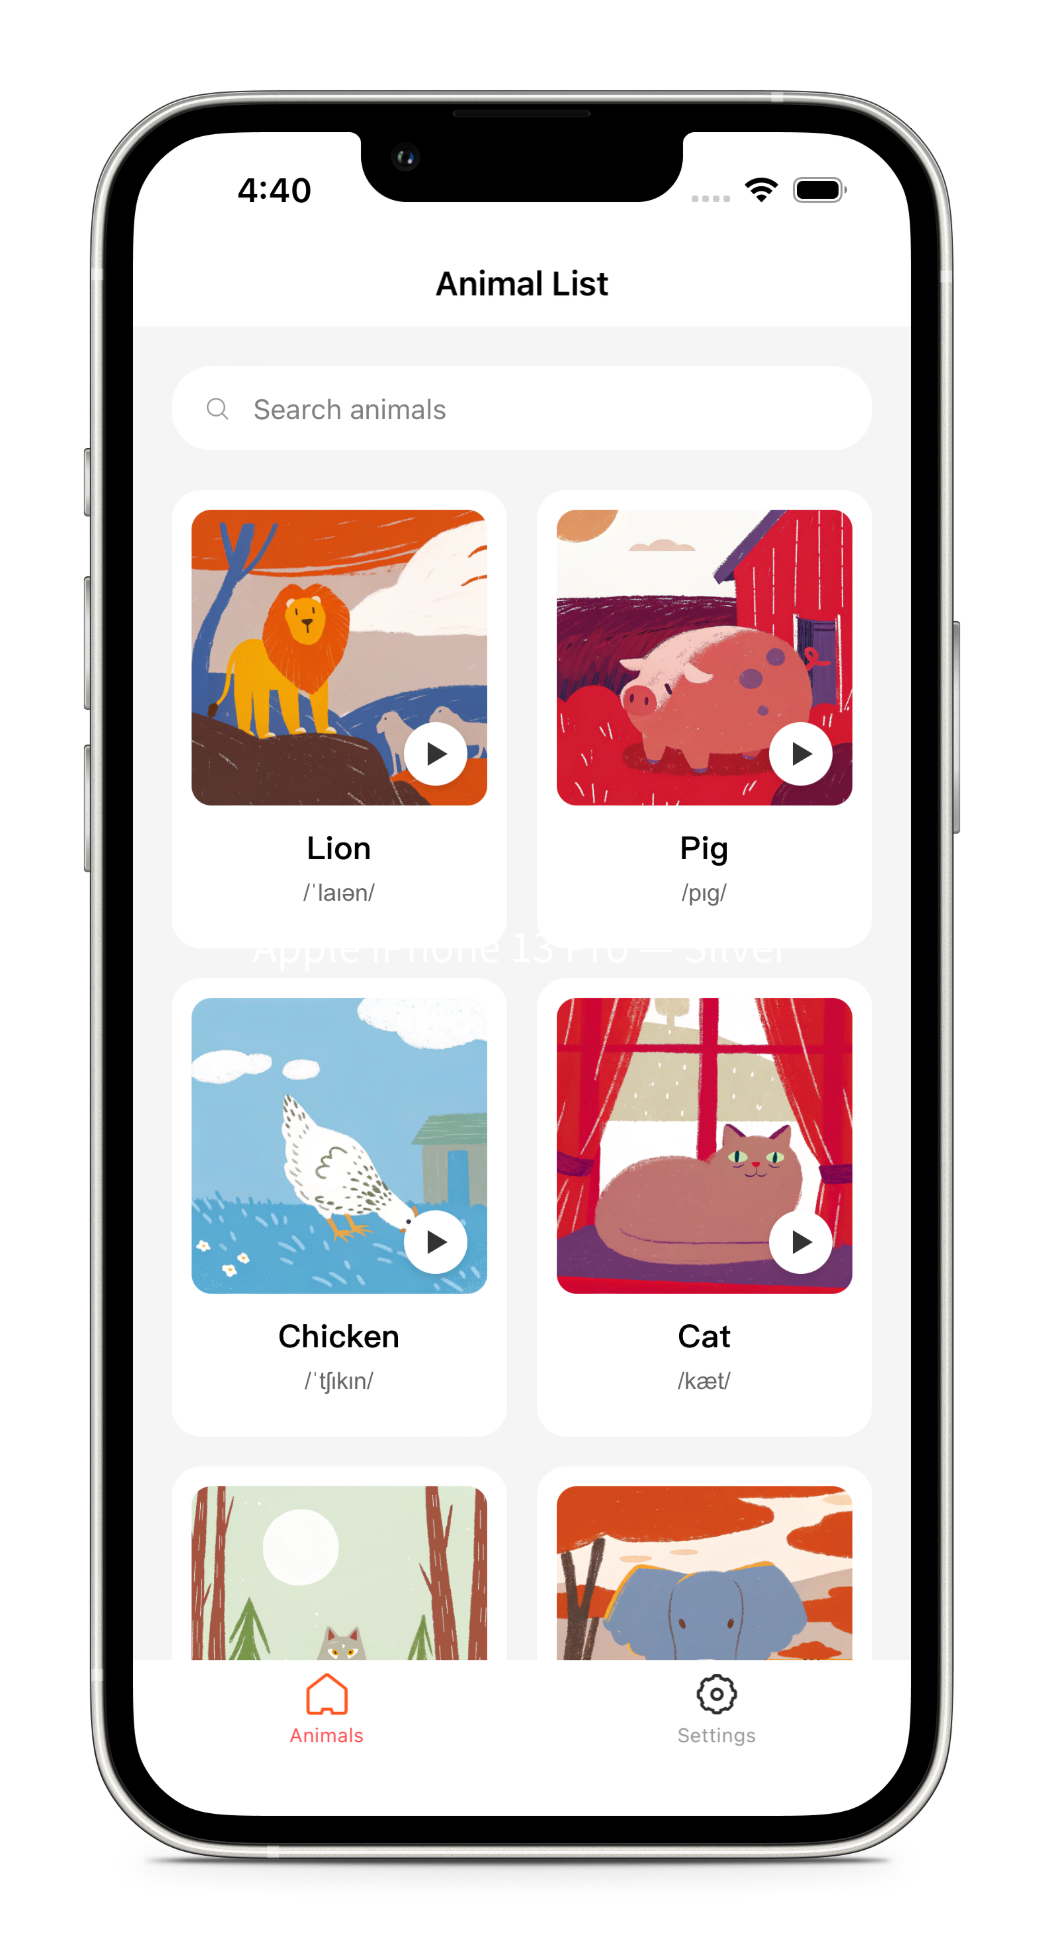 4:40
Animal List
Search animals
Lion
/ˈlaɪən/
Pig
/pɪɡ/
Apple iPhone 13 Pro — Silver
Chicken
/ˈtʃɪkɪn/
Cat
/kæt/
Animals
Settings